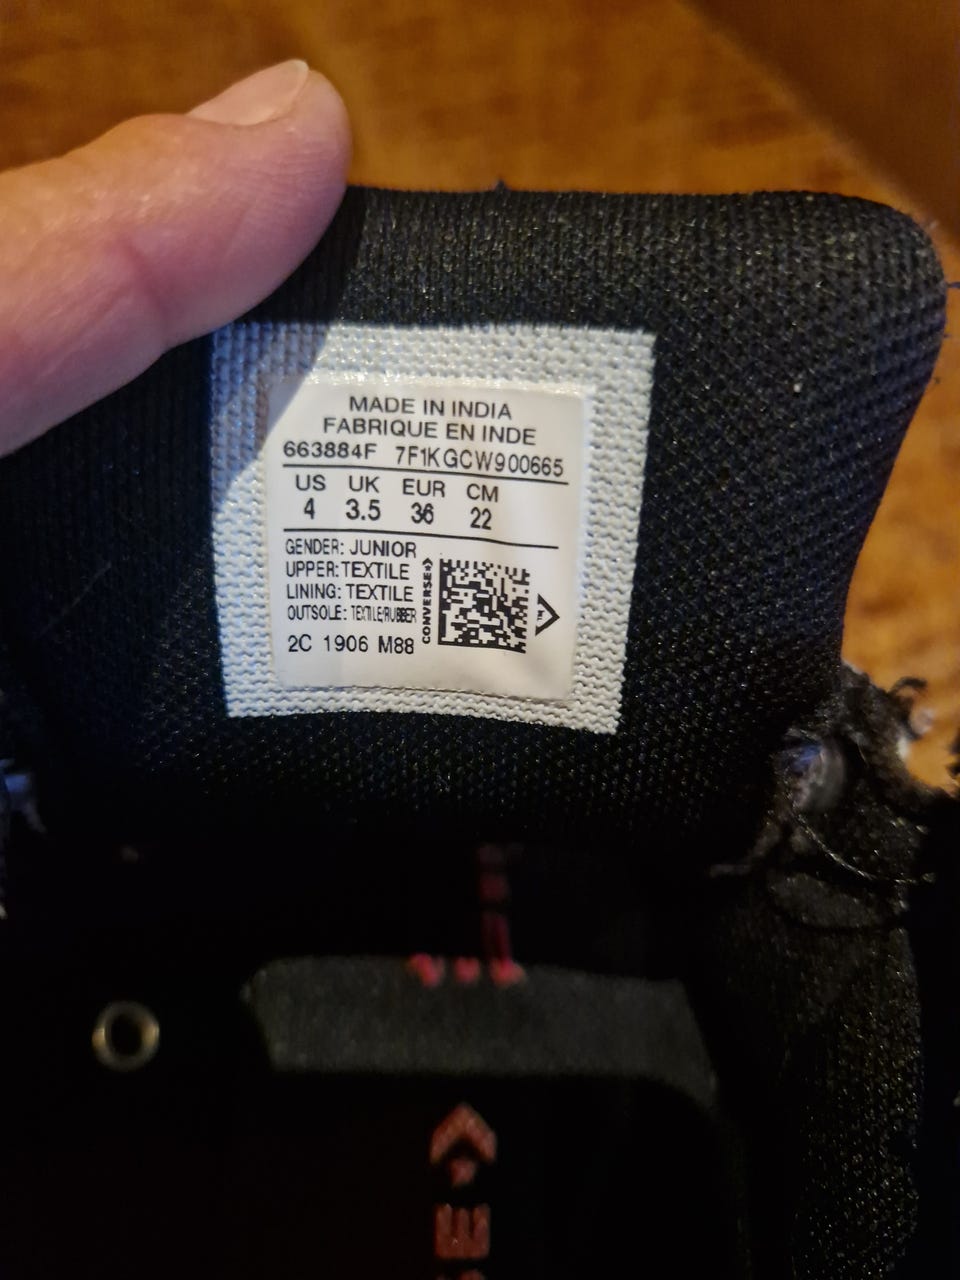 MADE IN INDIA
FABRIQUE EN INDE
663884F 7F1KGCW900665
US UK EUR CM
4 3.5 36 22
GENDER: JUNIOR
UPPER: TEXTILE
LINING: TEXTILE
OUTSOLE: TEXTILE/RUBBER
CONVERSE
2C 1906 M88